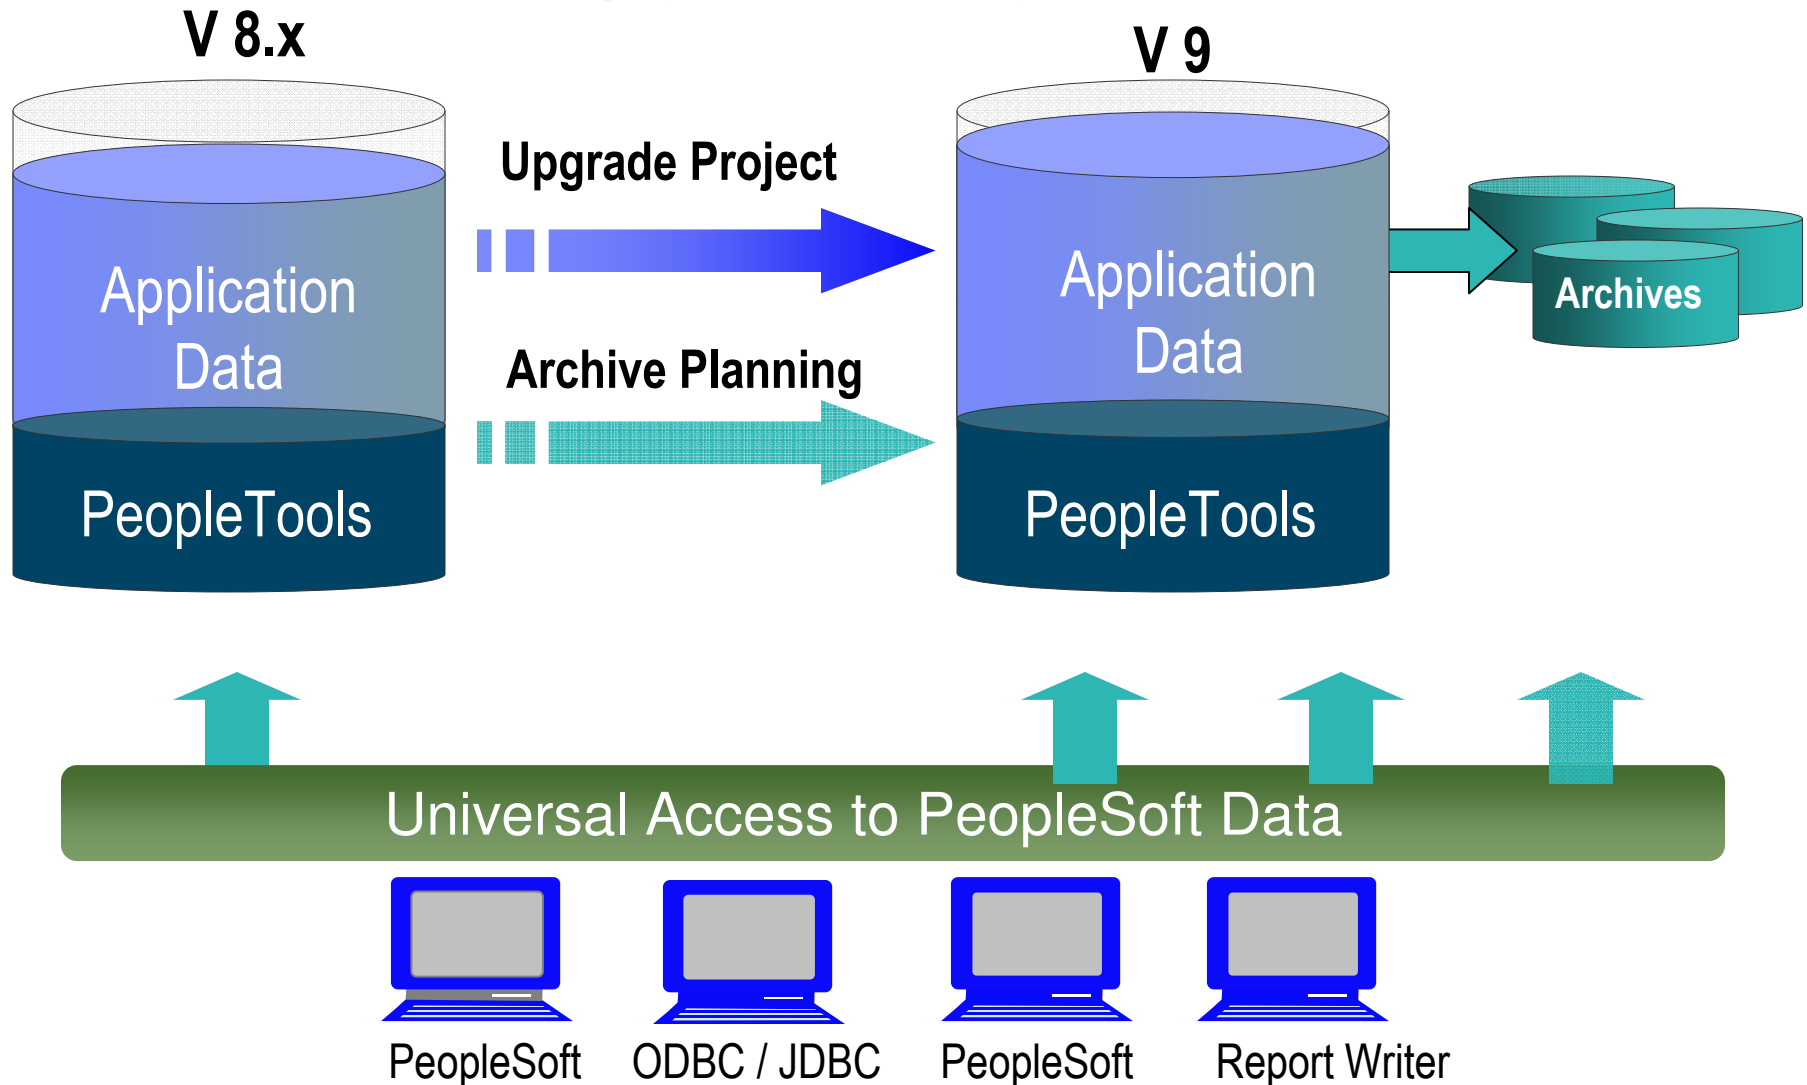 V 8.x
V 9
Upgrade Project
Application
Data
Application
Data
Archives
Archive Planning
PeopleTools
PeopleTools
Universal Access to PeopleSoft Data
PeopleSoft
ODBC / JDBC
PeopleSoft
Report Writer